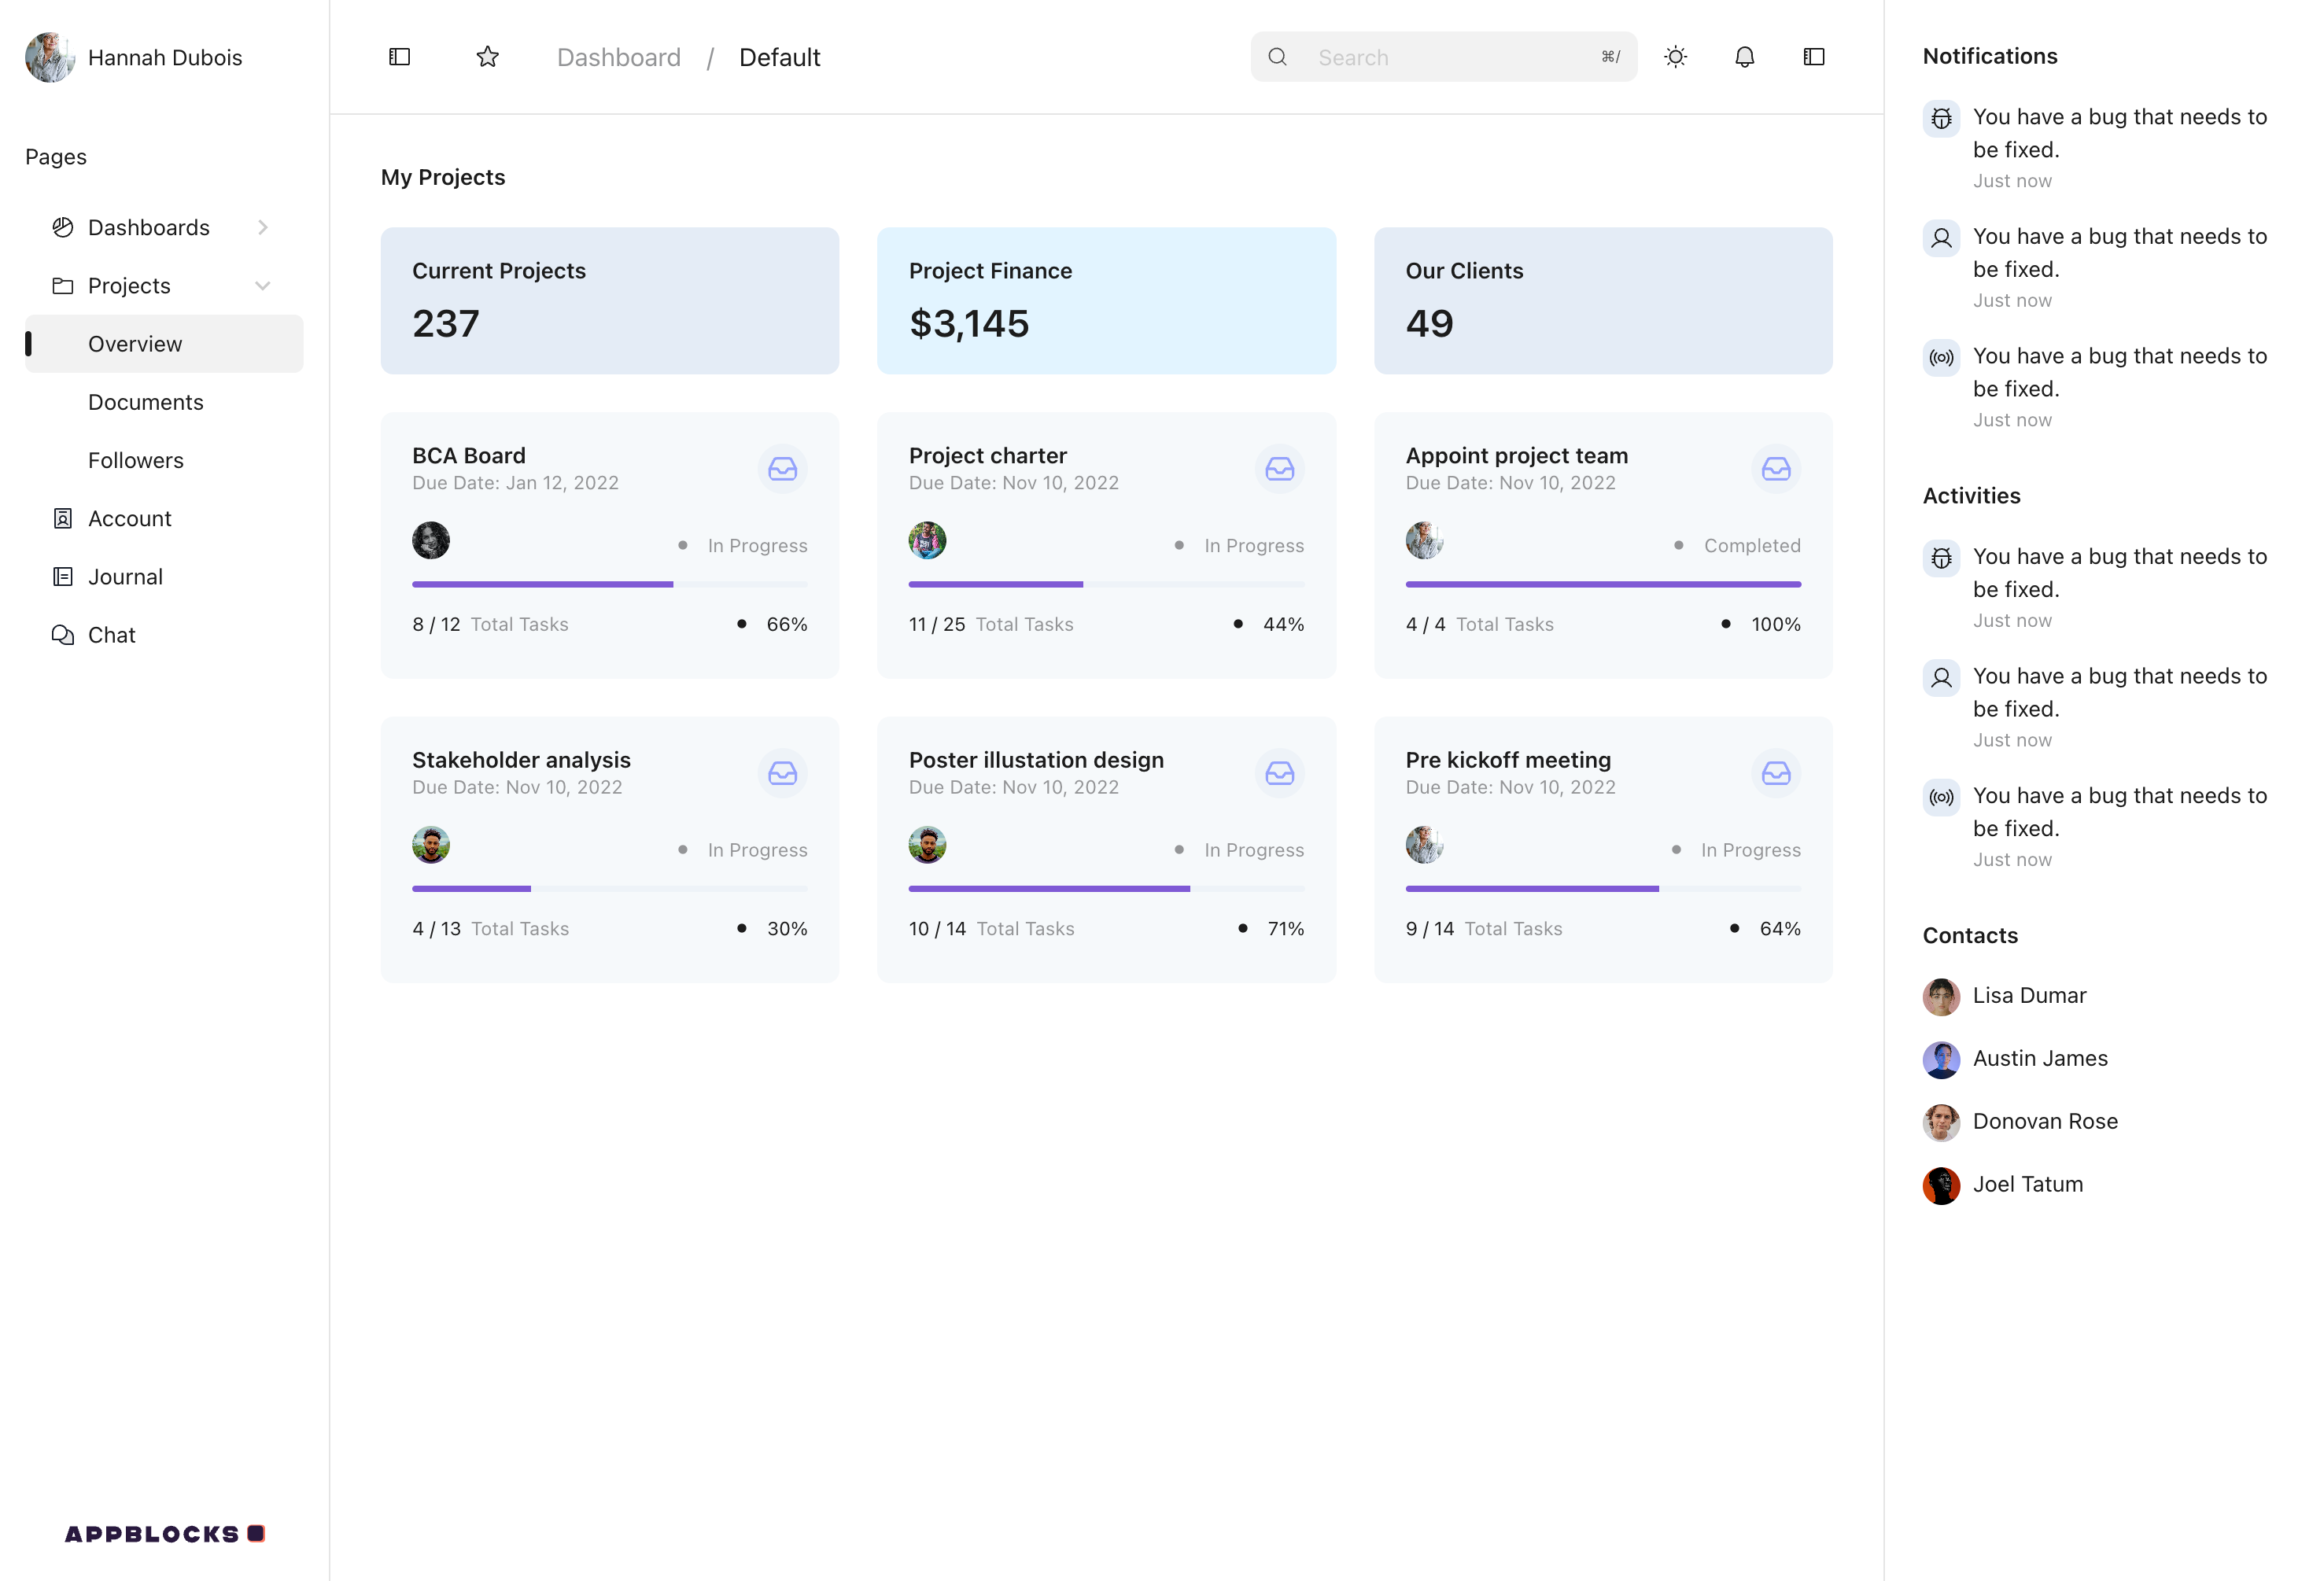 Hannah Dubois
Pages
Dashboards
Projects
Overview
Documents
Followers
Account
Journal
Chat
APPBLOCKS
Dashboard / Default
Search ⌘/
My Projects
Current Projects
237
Project Finance
$3,145
Our Clients
49
BCA Board
Due Date: Jan 12, 2022
In Progress
8 / 12 Total Tasks 66%
Project charter
Due Date: Nov 10, 2022
In Progress
11 / 25 Total Tasks 44%
Appoint project team
Due Date: Nov 10, 2022
Completed
4 / 4 Total Tasks 100%
Stakeholder analysis
Due Date: Nov 10, 2022
In Progress
4 / 13 Total Tasks 30%
Poster illustation design
Due Date: Nov 10, 2022
In Progress
10 / 14 Total Tasks 71%
Pre kickoff meeting
Due Date: Nov 10, 2022
In Progress
9 / 14 Total Tasks 64%
Notifications
You have a bug that needs to
be fixed.
Just now
You have a bug that needs to
be fixed.
Just now
You have a bug that needs to
be fixed.
Just now
Activities
You have a bug that needs to
be fixed.
Just now
You have a bug that needs to
be fixed.
Just now
You have a bug that needs to
be fixed.
Just now
Contacts
Lisa Dumar
Austin James
Donovan Rose
Joel Tatum